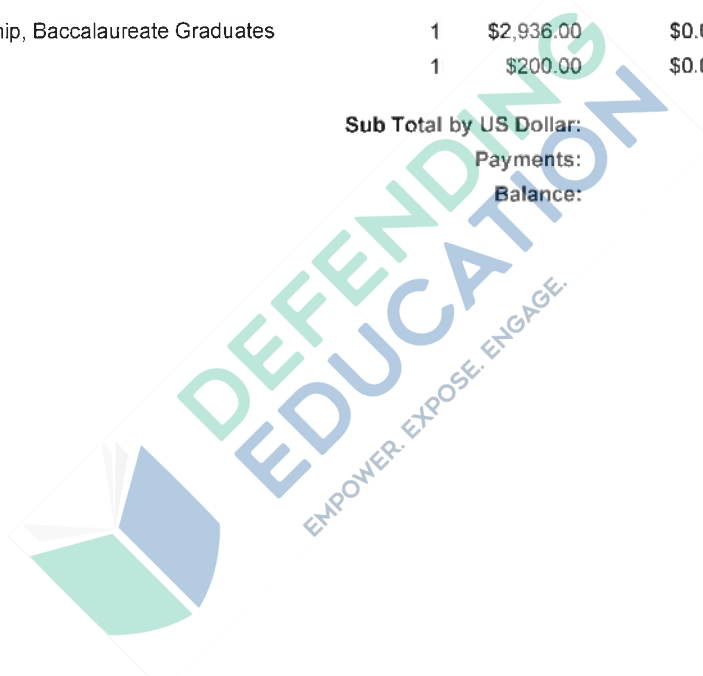 hip, Baccalaureate Graduates 1 $2,936.00 $0.0
1 $200.00 $0.0
Sub Total by US Dollar:
Payments:
Balance:
DEFENDING
EDUCATION
EMPOWER. EXPOSE. ENGAGE.